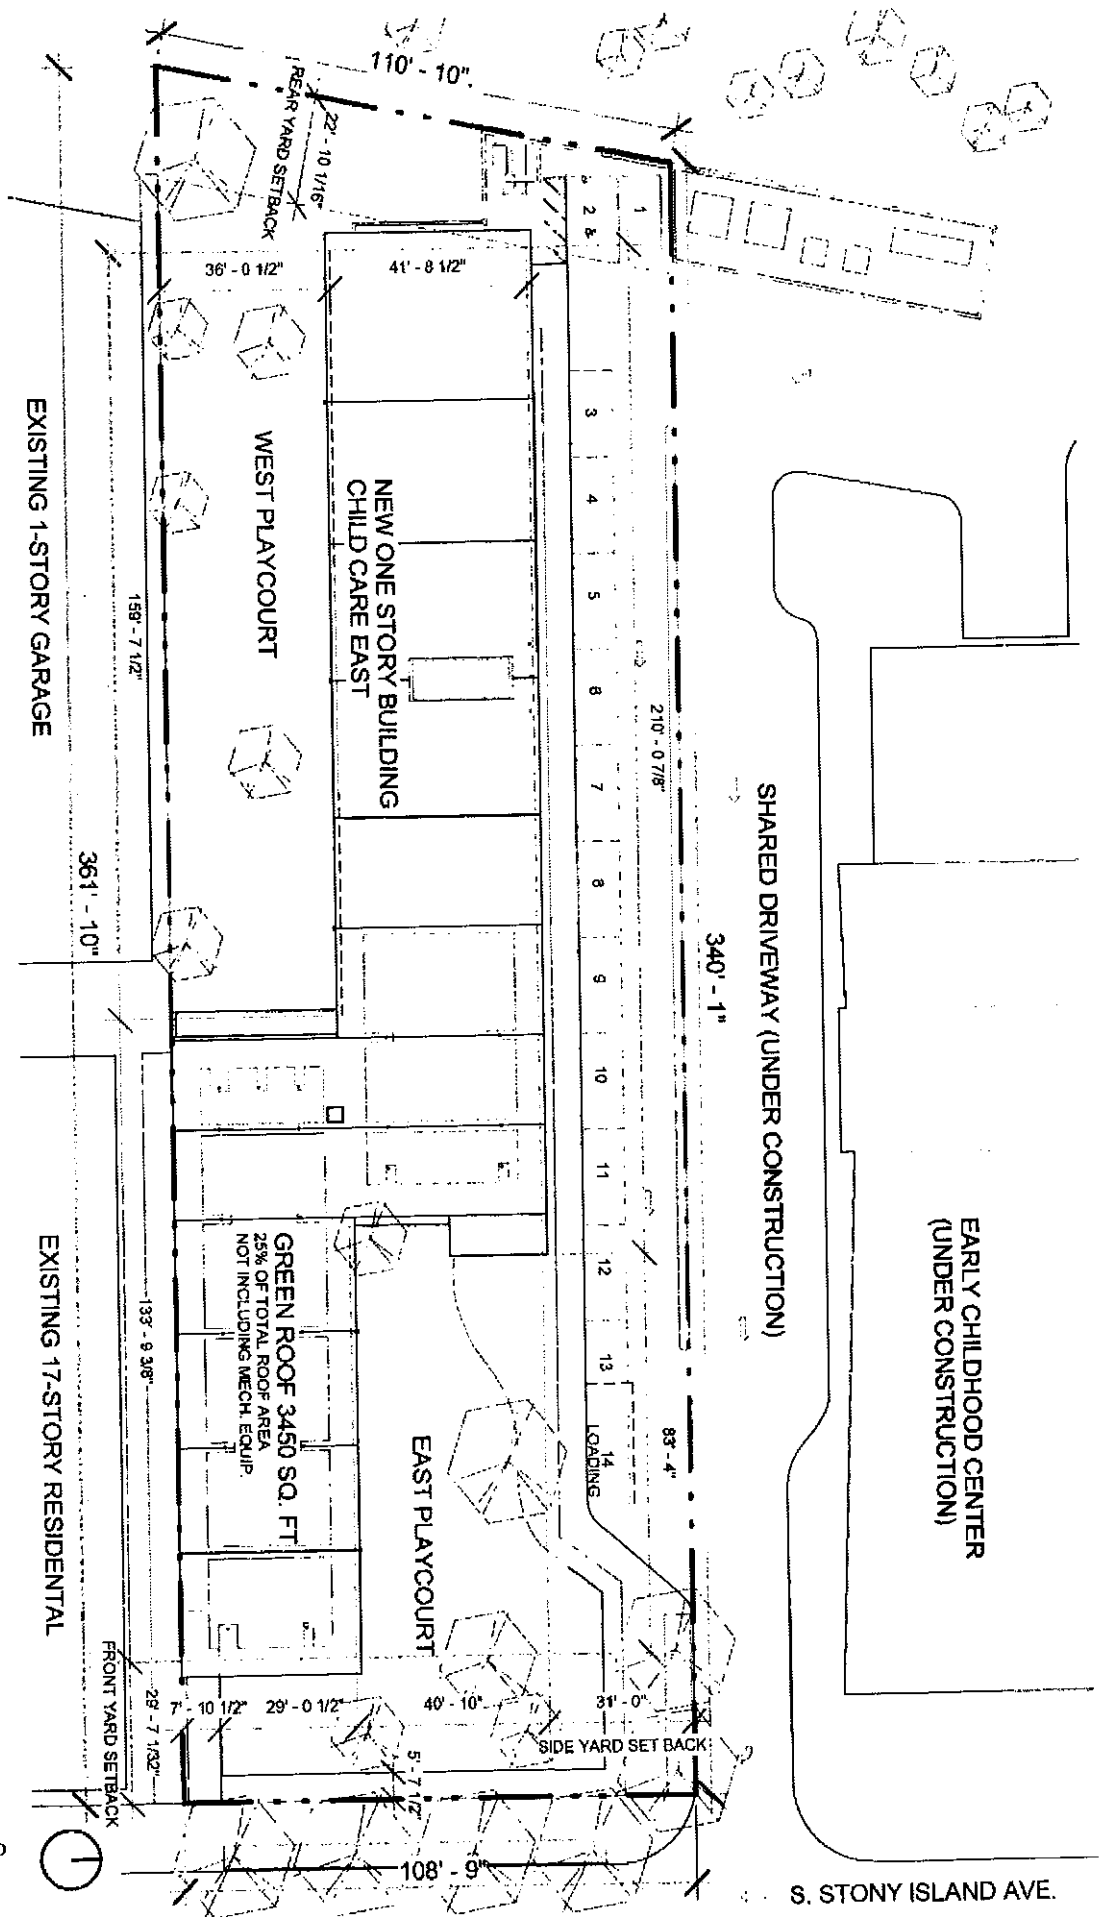 110' - 10"
REAR YARD SETBACK
22' - 10 1/16"
36' - 0 1/2"
41' - 8 1/2"
1
2 &
3
4
5
6
7
8
9
10
11
12
13
14
LOADING
WEST PLAYCOURT
NEW ONE STORY BUILDING
CHILD CARE EAST
210' - 0 7/8"
SHARED DRIVEWAY (UNDER CONSTRUCTION)
340' - 1"
EXISTING 1-STORY GARAGE
159' - 7 1/2"
361' - 10"
EARLY CHILDHOOD CENTER
(UNDER CONSTRUCTION)
GREEN ROOF 3450 SQ. FT
25% OF TOTAL ROOF AREA
NOT INCLUDING MECH. EQUIP
83' - 4"
EAST PLAYCOURT
133' - 9 3/8"
EXISTING 17-STORY RESIDENTAL
FRONT YARD SETBACK
29' - 7 1/32"
7' - 10 1/2"
29' - 0 1/2"
40' - 10"
31' - 0"
SIDE YARD SET BACK
5' - 7 1/2"
108' - 9"
S. STONY ISLAND AVE.